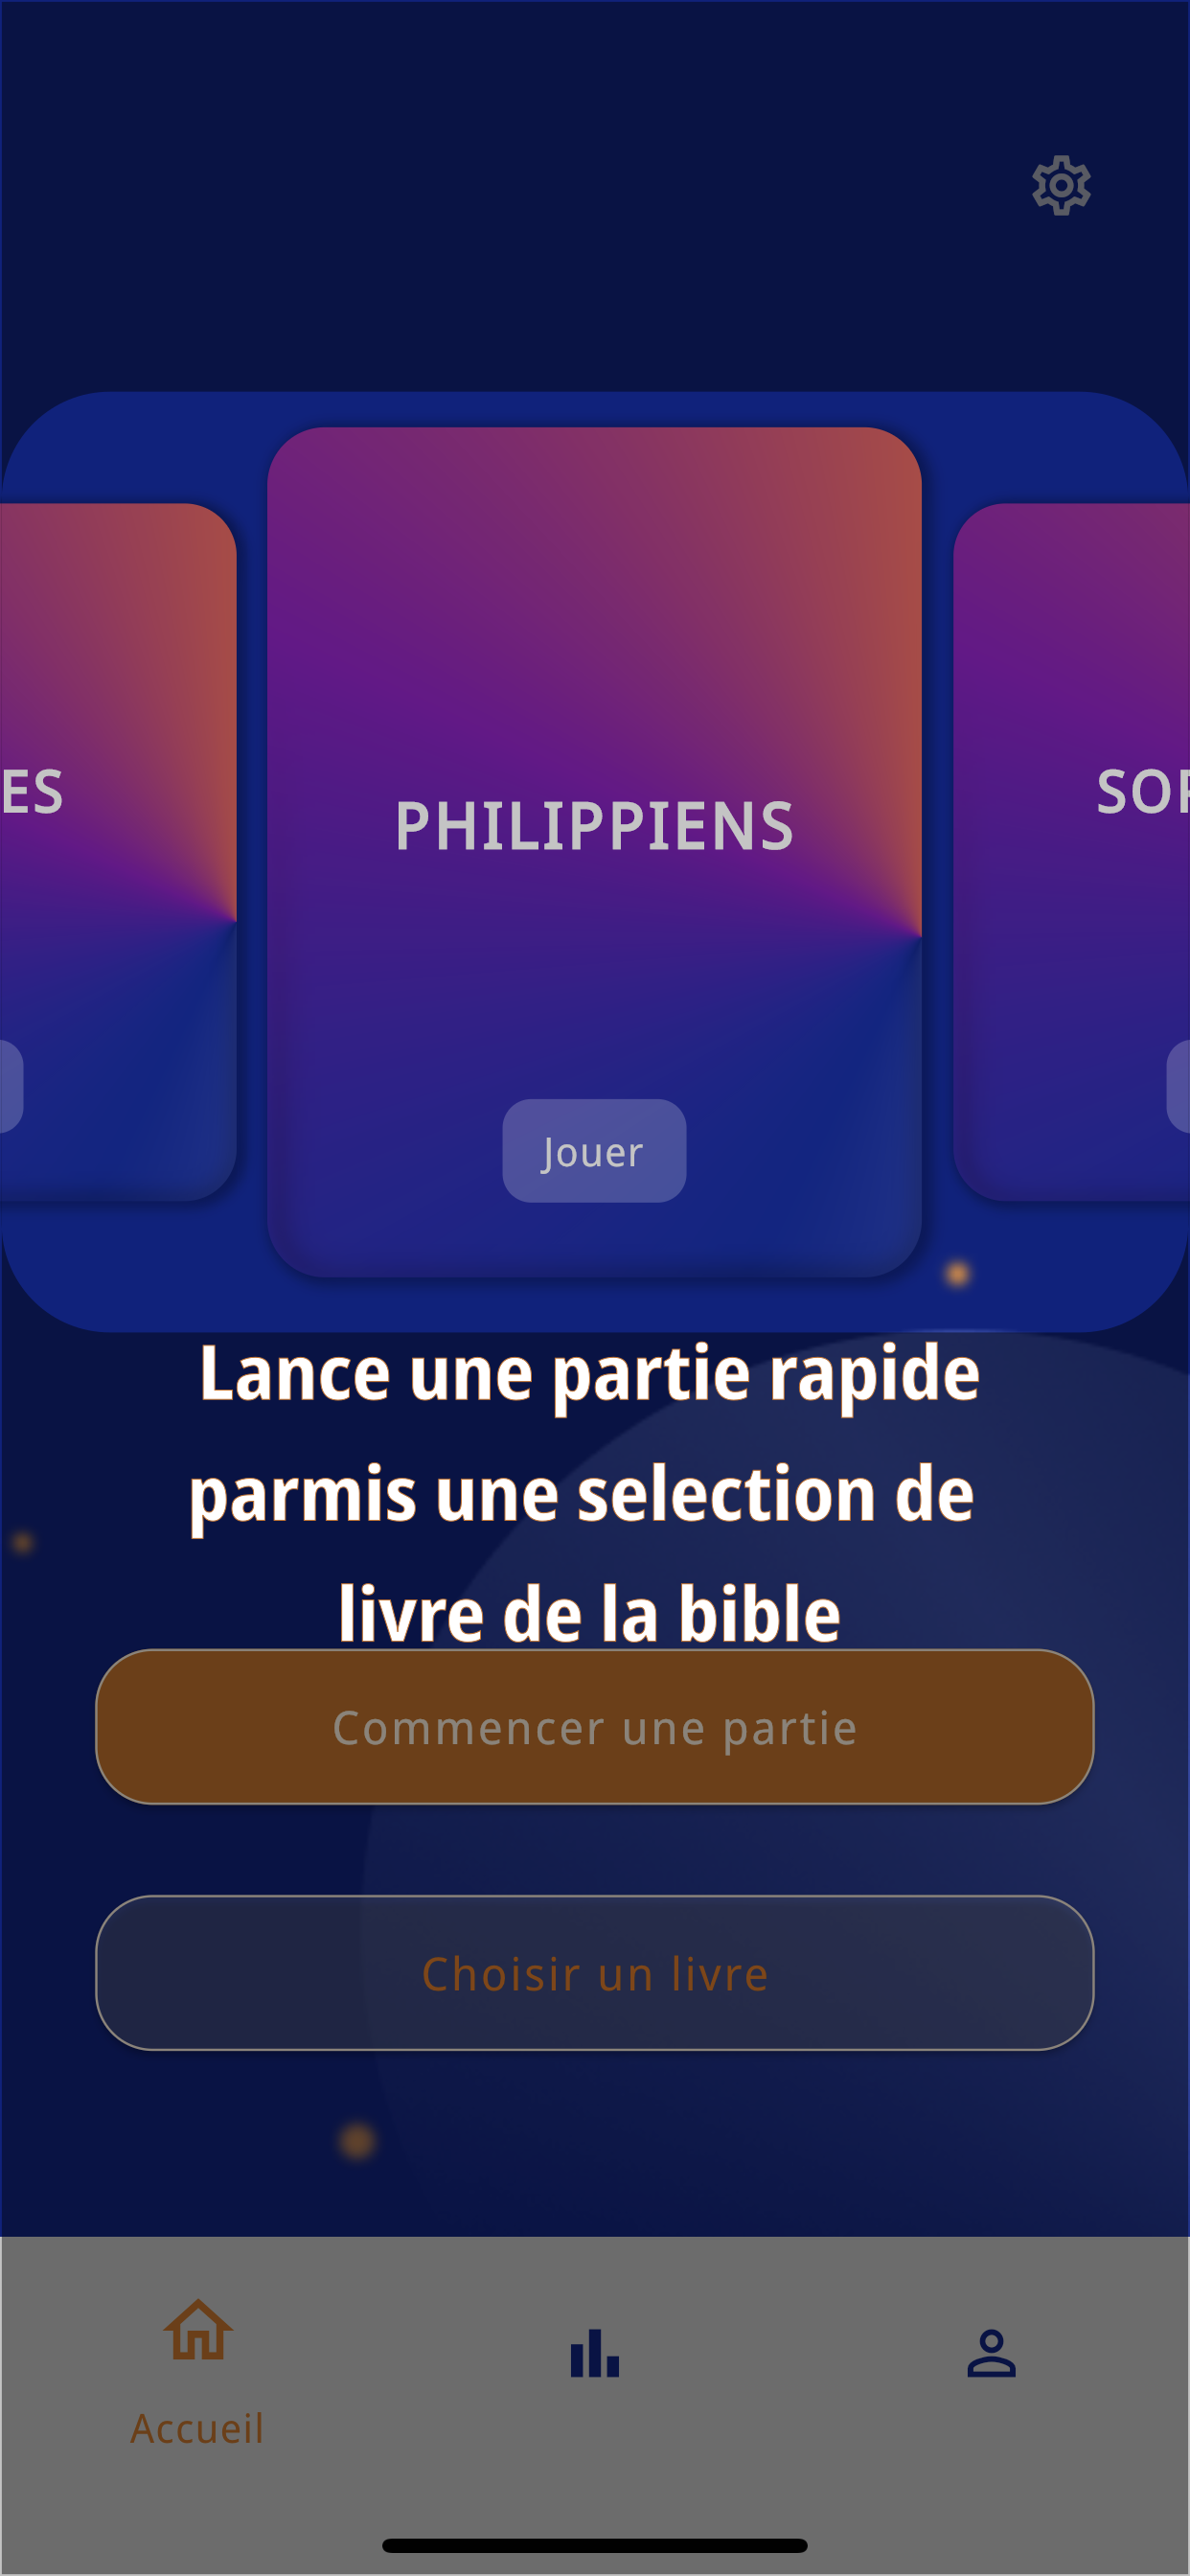 ES
PHILIPPIENS
SOF
Jouer
Lance une partie rapide
parmis une selection de
livre de la bible
Commencer une partie
Choisir un livre
Accueil